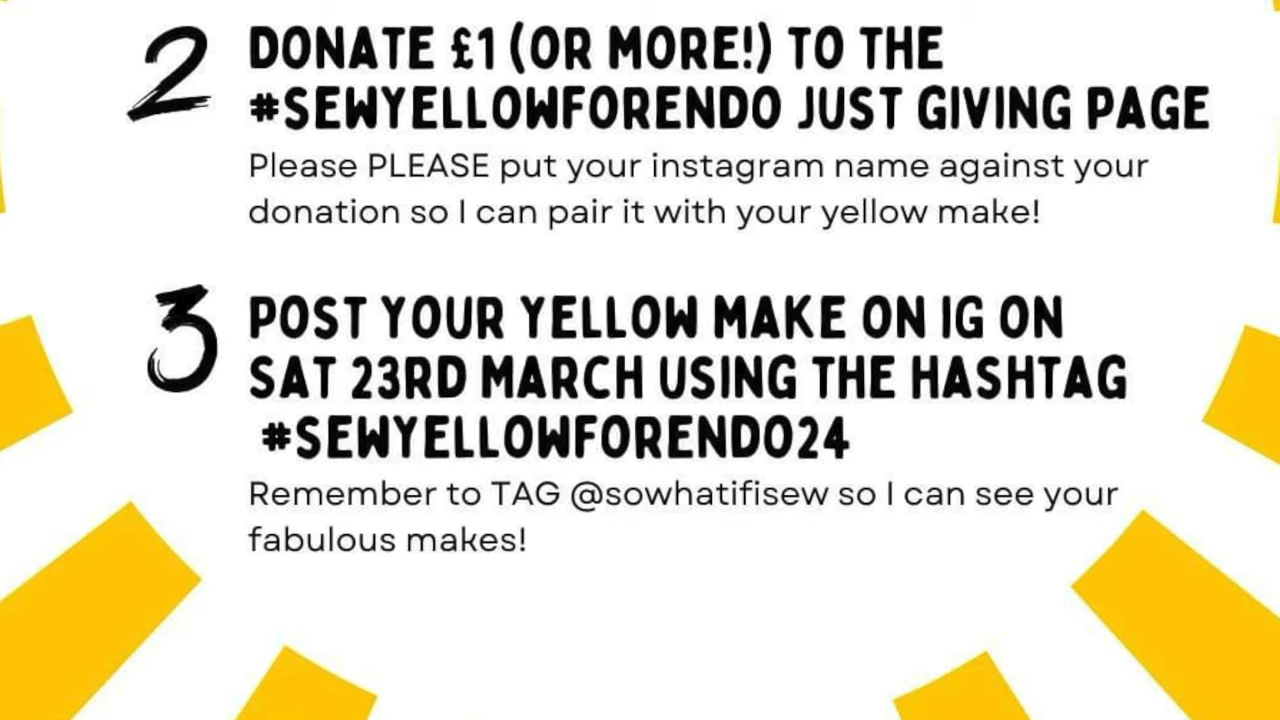 2 DONATE £1 (OR MORE!) TO THE
#SEWYELLOWFORENDO JUST GIVING PAGE
Please PLEASE put your instagram name against your
donation so I can pair it with your yellow make!
3 POST YOUR YELLOW MAKE ON IG ON
SAT 23RD MARCH USING THE HASHTAG
#SEWYELLOWFORENDO24
Remember to TAG @sowhatifisew so I can see your
fabulous makes!